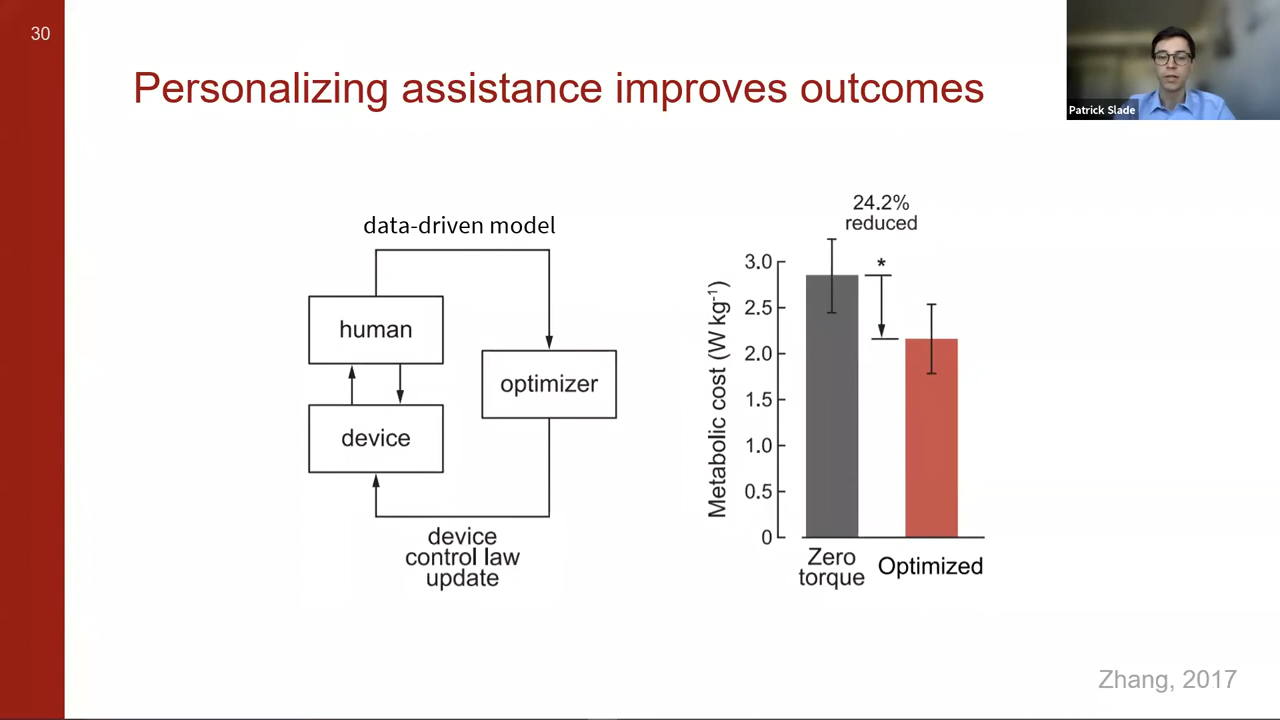 30
Personalizing assistance improves outcomes
Patrick Slade
data-driven model
human
device
optimizer
device
control law
update
24.2%
reduced
*
Metabolic cost (W kg⁻¹)
3.0
2.5
2.0
1.5
1.0
0.5
0
Zero
torque
Optimized
Zhang, 2017